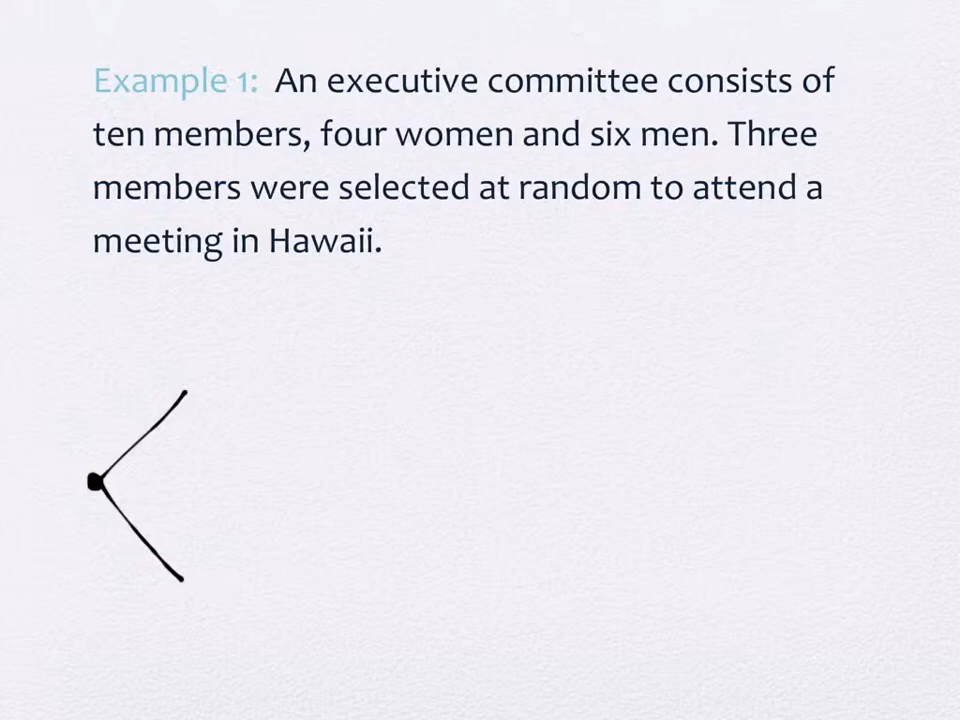 Example 1: An executive committee consists of
ten members, four women and six men. Three
members were selected at random to attend a
meeting in Hawaii.